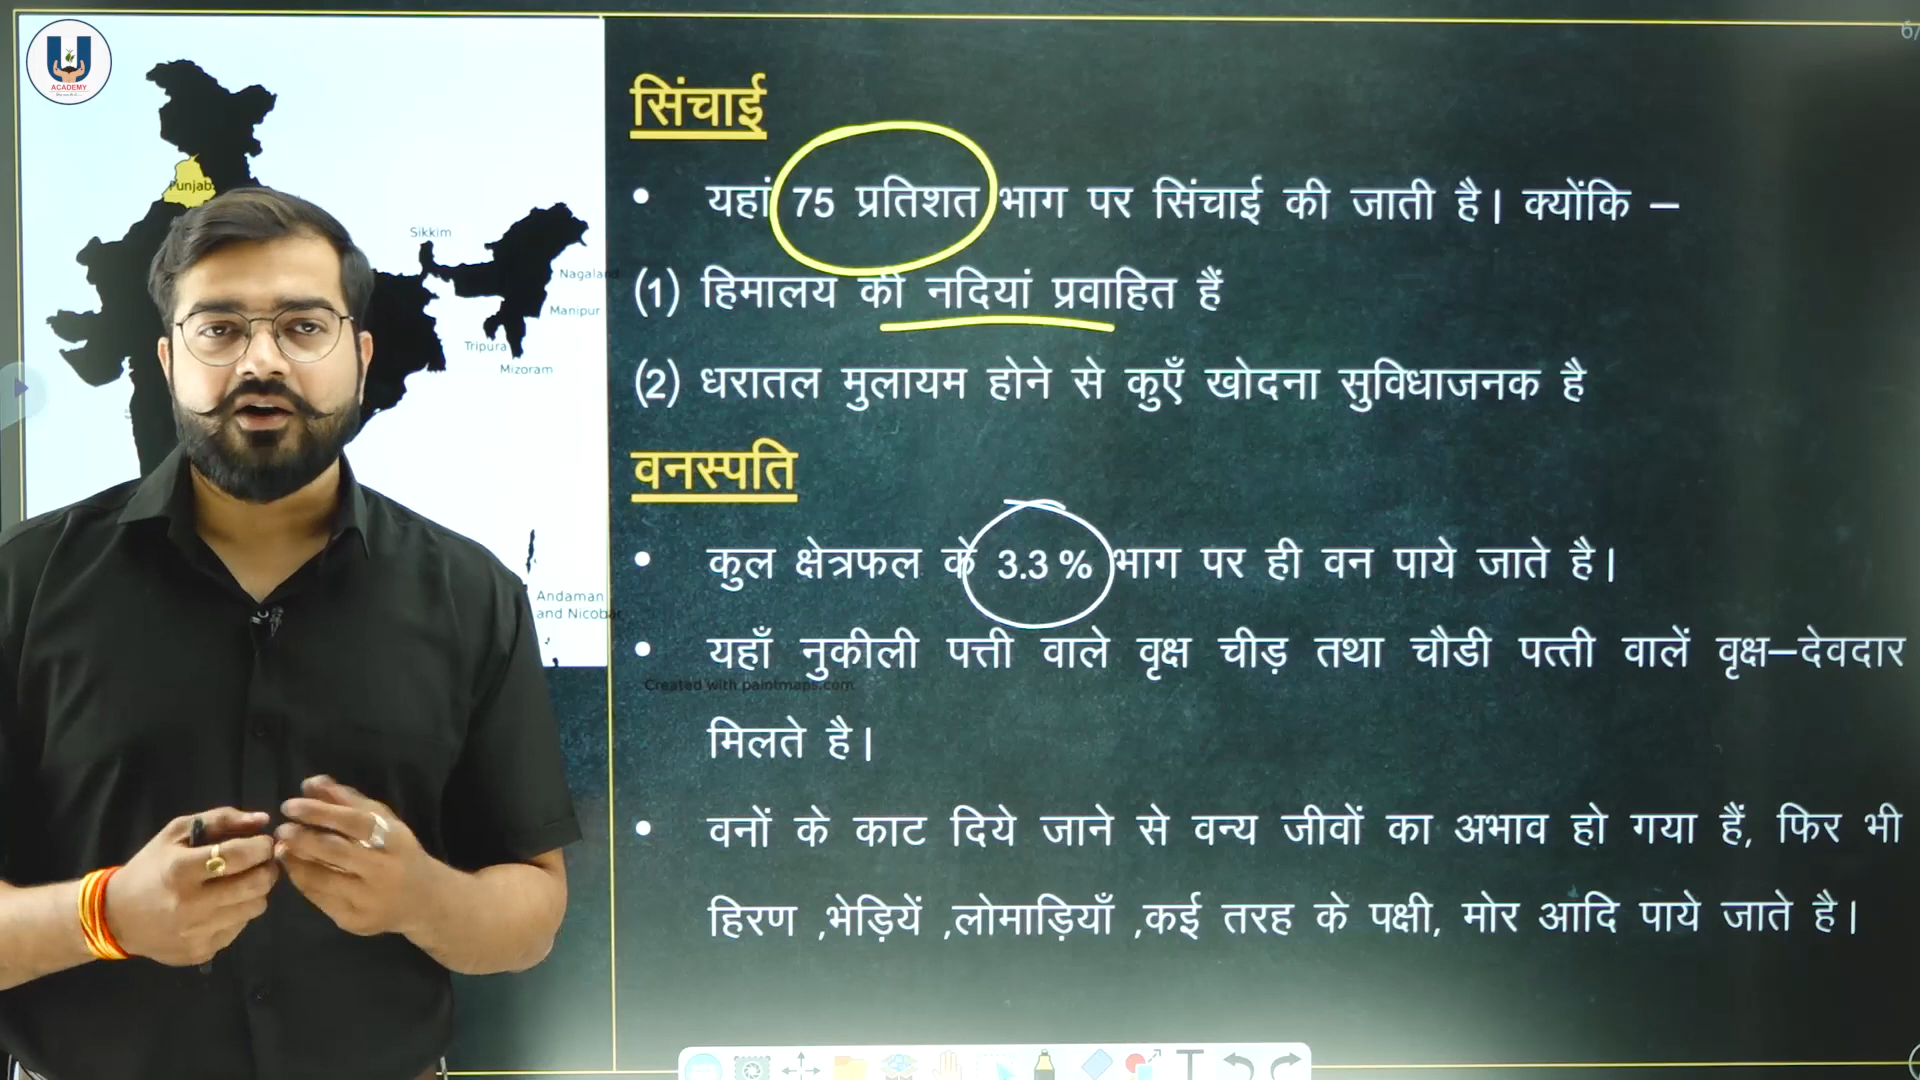 U
ACADEMY
Punjab
Sikkim
Nagaland
Manipur
Tripura
Mizoram
Andaman
and Nicobar
Created with paintmaps.com
सिंचाई
• यहां 75 प्रतिशत भाग पर सिंचाई की जाती है। क्योंकि –
(1) हिमालय की नदियां प्रवाहित हैं
(2) धरातल मुलायम होने से कुएँ खोदना सुविधाजनक है
वनस्पति
• कुल क्षेत्रफल के 3.3 % भाग पर ही वन पाये जाते है।
• यहाँ नुकीली पत्ती वाले वृक्ष चीड़ तथा चौडी पत्ती वालें वृक्ष–देवदार
मिलते है।
• वनों के काट दिये जाने से वन्य जीवों का अभाव हो गया हैं, फिर भी
हिरण ,भेड़ियें ,लोमाड़ियाँ ,कई तरह के पक्षी, मोर आदि पाये जाते है।